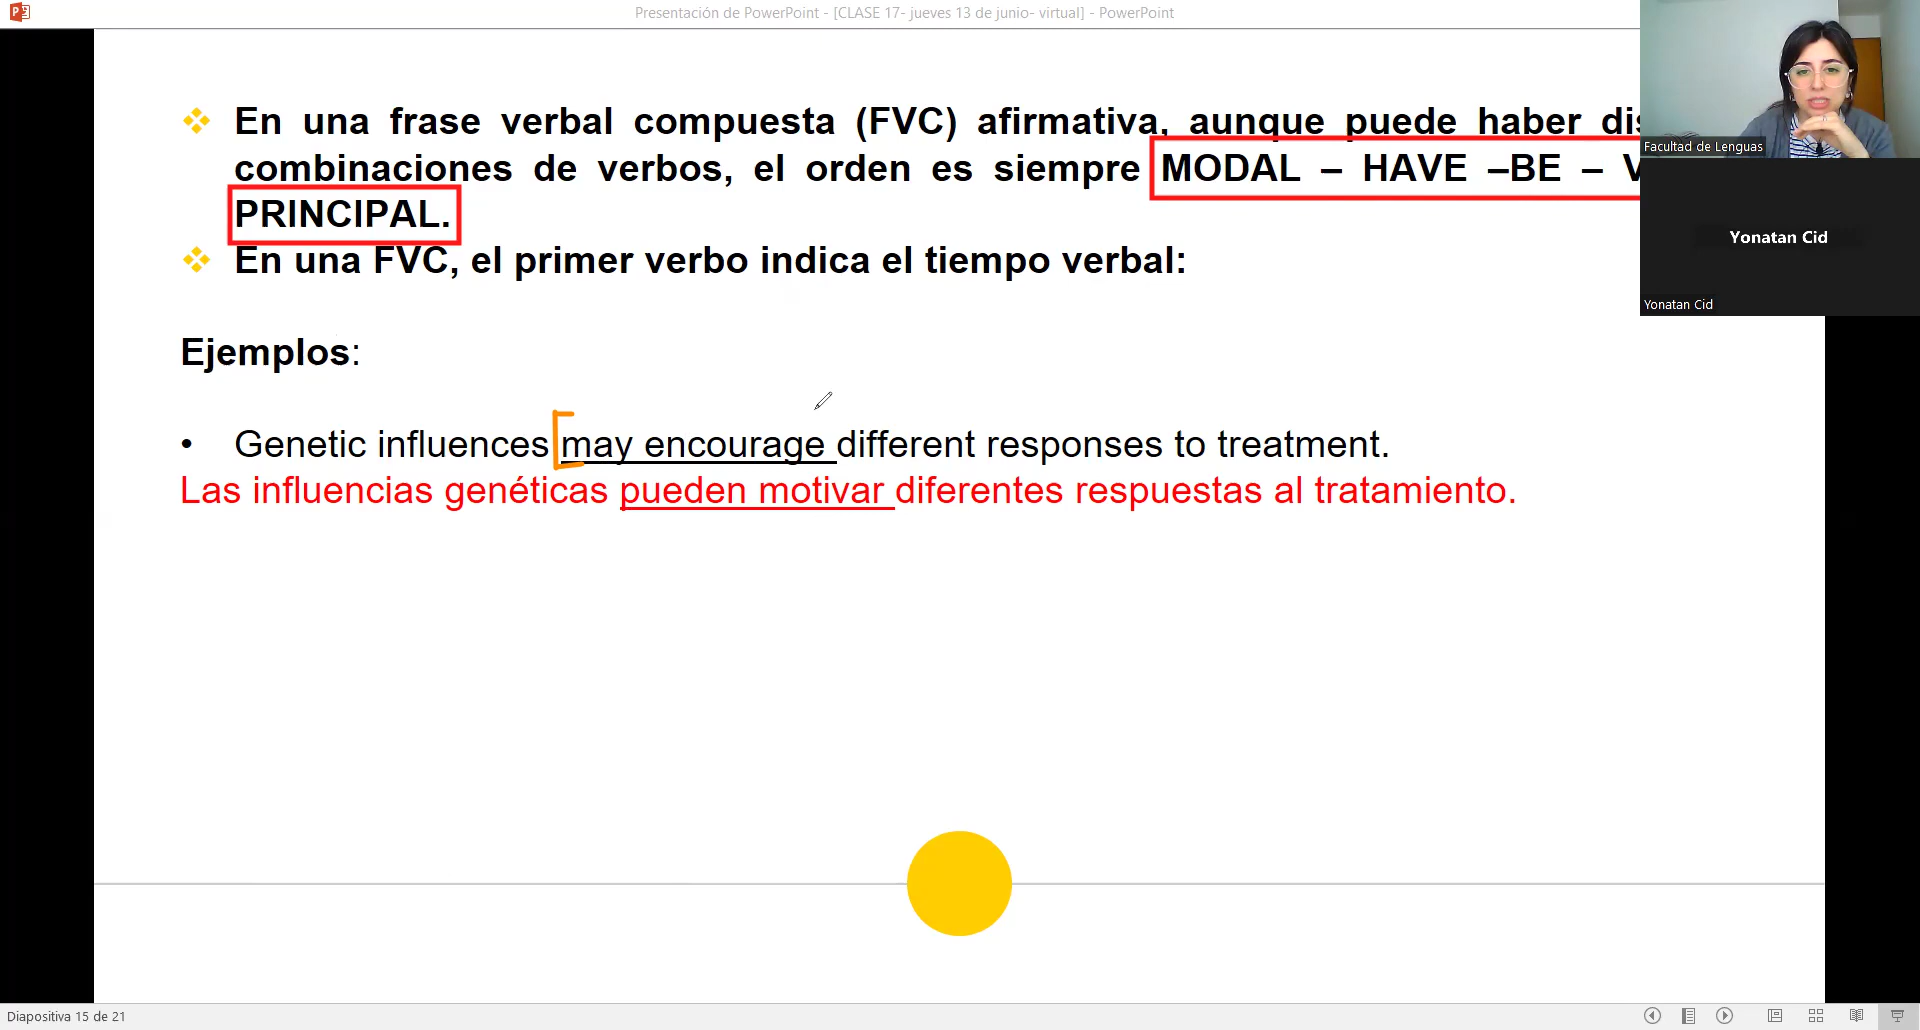 Presentación de PowerPoint - [CLASE 17- jueves 13 de junio- virtual] - PowerPoint
En una frase verbal compuesta (FVC) afirmativa, aunque puede haber
combinaciones de verbos, el orden es siempre MODAL – HAVE –BE –
PRINCIPAL.
En una FVC, el primer verbo indica el tiempo verbal:
Ejemplos:
• Genetic influences may encourage different responses to treatment.
Las influencias genéticas pueden motivar diferentes respuestas al tratamiento.
Facultad de Lenguas
Yonatan Cid
Yonatan Cid
Diapositiva 15 de 21